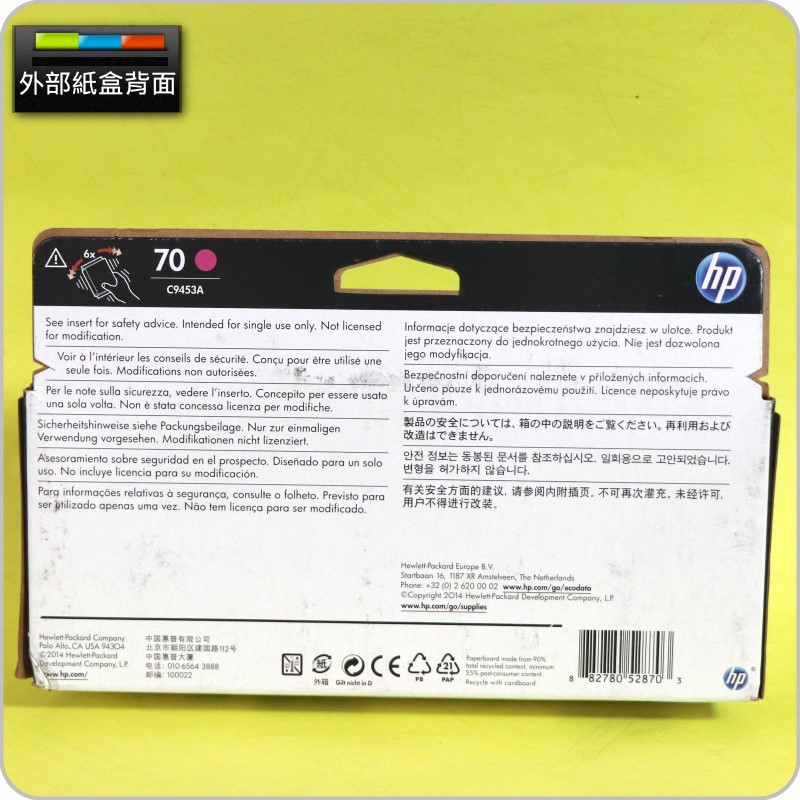 外部紙盒背面
6x
70
C9453A
hp
See insert for safety advice. Intended for single use only. Not licensed
for modification.
Voir à l'intérieur les conseils de sécurité. Conçu pour être utilisé une
seule fois. Modifications non autorisées.
Per le note sulla sicurezza, vedere l'inserto. Concepito per essere usato
una sola volta. Non è stata concessa licenza per modifiche.
Sicherheitshinweise siehe Packungsbeilage. Nur zur einmaligen
Verwendung vorgesehen. Modifikationen nicht lizenziert.
Asesoramiento sobre seguridad en el prospecto. Diseñado para un solo
uso. No incluye licencia para su modificación.
Para informações relativas à segurança, consulte o folheto. Previsto para
ser utilizado apenas uma vez. Não tem licença para ser modificado.
Informacje dotyczące bezpieczeństwa znajdziesz w ulotce. Produkt
jest przeznaczony do jednokrotnego użycia. Nie jest dozwolona
jego modyfikacja.
Bezpečnostní doporučení naleznete v přiložených informacích.
Určeno pouze k jednorázovému použití. Licence neposkytuje právo
k úpravám.
製品の安全については、箱の中の説明をご覧ください。再利用および
改造はできません。
안전 정보는 동봉된 문서를 참조하십시오. 일회용으로 고안되었습니다.
변형을 허가하지 않습니다.
有关安全方面的建议，请参阅内附插页。不可再次灌充。未经许可，
用户不得进行改装。
Hewlett-Packard Europe B.V.
Startbaan 16, 1187 XR Amstelveen, The Netherlands
Phone: +32 (0) 2 620 00 02 www.hp.com/go/ecodata
©Copyright 2014 Hewlett-Packard Development Company, L.P.
www.hp.com/go/supplies
Hewlett-Packard Company
Palo Alto, CA USA 94304
©2014 Hewlett-Packard
Development Company, L.P.
www.hp.com/
中国惠普有限公司
北京市朝阳区建国路112号
中国惠普大厦
电话: 010-6564 3888
邮编: 100022
紙
外箱
Gilt nicht in D
CE
PB
21
PAP
Paperboard made from 90%
total recycled content, minimum
55% post-consumer content.
Recycle with cardboard
8 82780 52870 3
hp